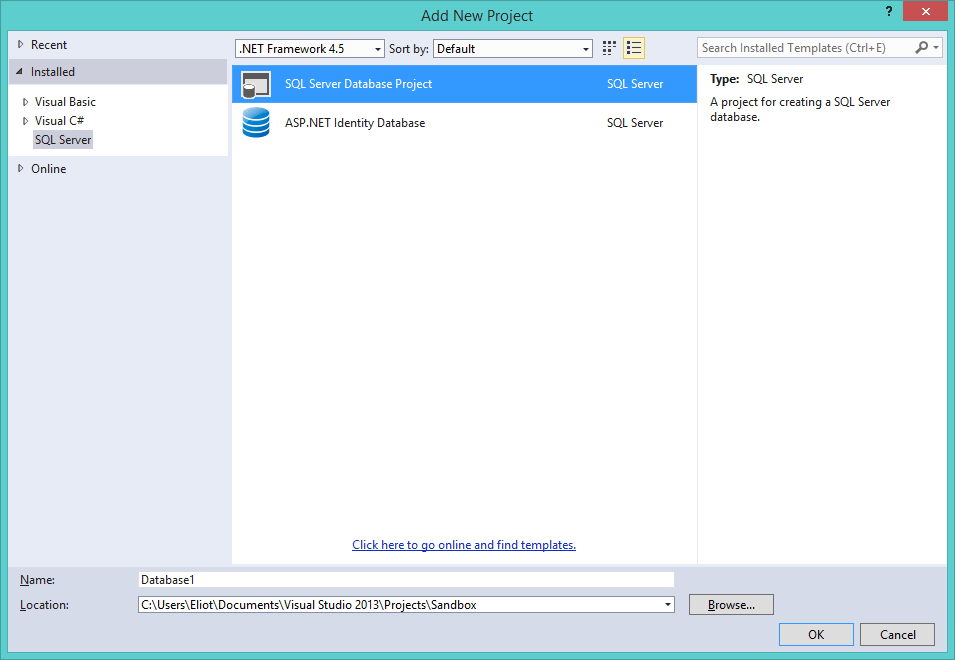 Add New Project
?
Recent
Installed
Visual Basic
Visual C#
SQL Server
Online
.NET Framework 4.5
Sort by:
Default
SQL Server Database Project SQL Server
ASP.NET Identity Database SQL Server
Click here to go online and find templates.
Search Installed Templates (Ctrl+E)
Type: SQL Server
A project for creating a SQL Server
database.
Name: Database1
Location: C:\Users\Eliot\Documents\Visual Studio 2013\Projects\Sandbox
Browse...
OK Cancel